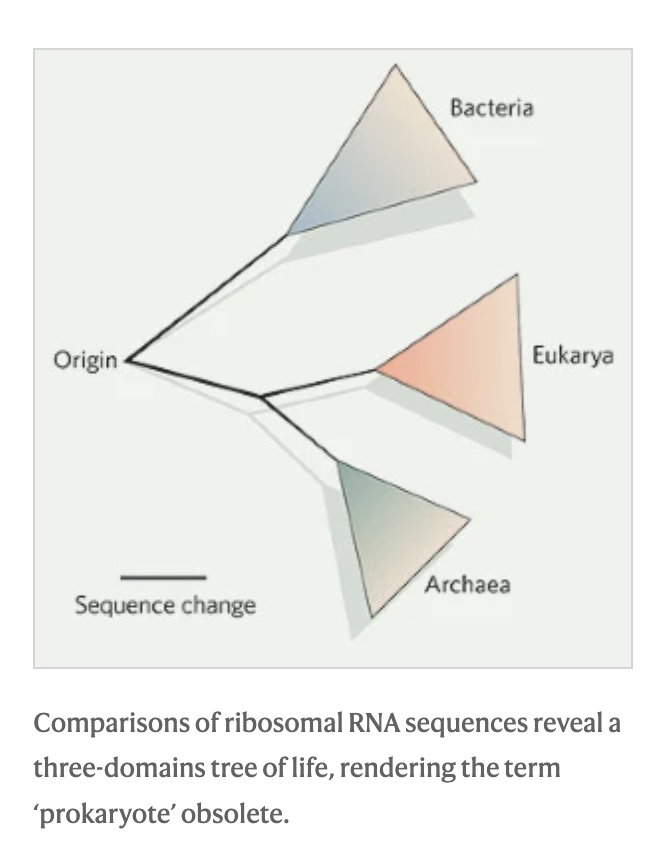 Bacteria
Eukarya
Origin
Archaea
Sequence change
Comparisons of ribosomal RNA sequences reveal a
three-domains tree of life, rendering the term
‘prokaryote’ obsolete.